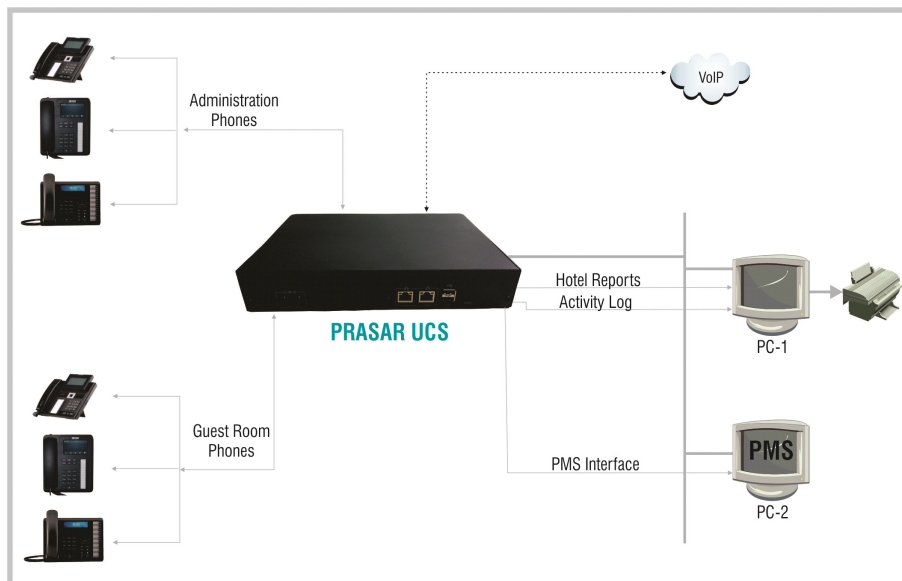 VoIP
Administration
Phones
Hotel Reports
Activity Log
PRASAR UCS
PC-1
Guest Room
Phones
PMS Interface
PMS
PC-2